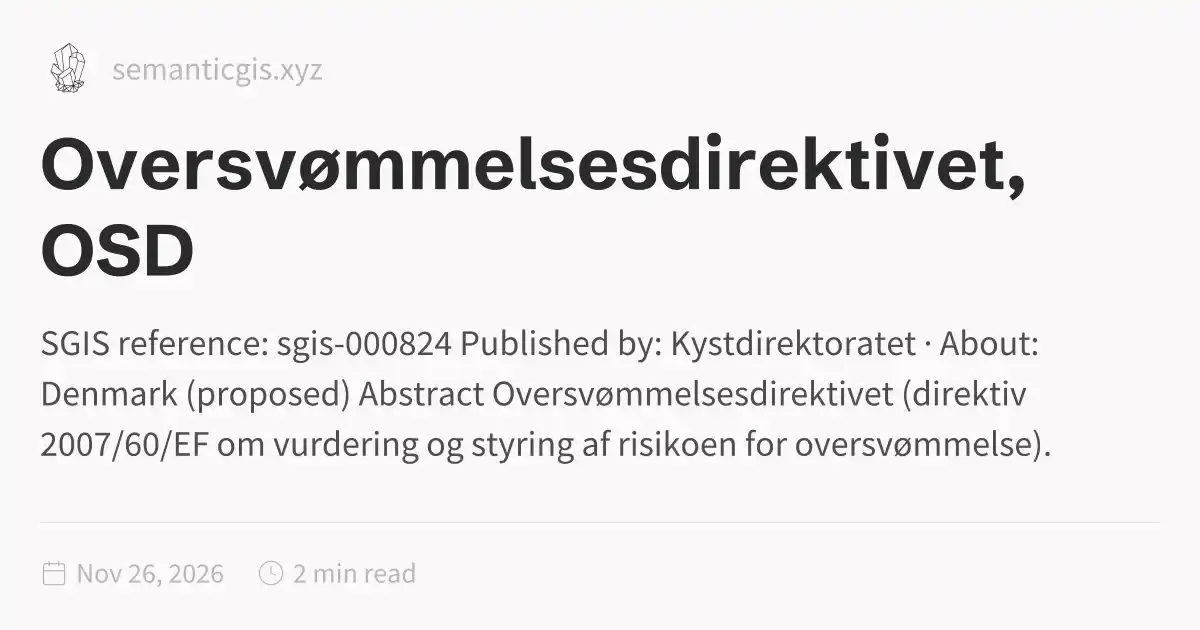 semanticgis.xyz
Oversvømmelsesdirektivet,
OSD
SGIS reference: sgis-000824 Published by: Kystdirektoratet · About:
Denmark (proposed) Abstract Oversvømmelsesdirektivet (direktiv
2007/60/EF om vurdering og styring af risikoen for oversvømmelse).
Nov 26, 2026 2 min read